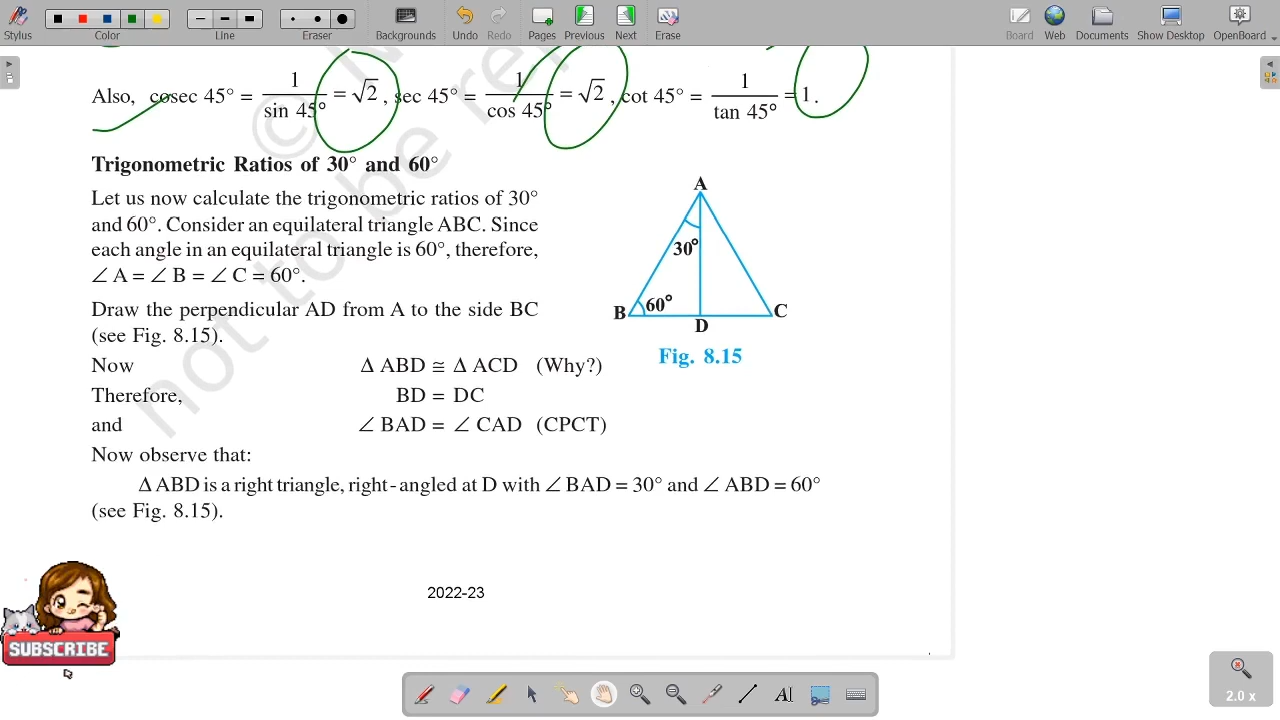 Stylus Color Line Eraser Backgrounds Undo Redo Pages Previous Next Erase Board Web Documents Show Desktop OpenBoard
Also, cosec 45° = 1/sin 45° = √2 , sec 45° = 1/cos 45° = √2 , cot 45° = 1/tan 45° = 1 .
Trigonometric Ratios of 30° and 60°
Let us now calculate the trigonometric ratios of 30°
and 60°. Consider an equilateral triangle ABC. Since
each angle in an equilateral triangle is 60°, therefore,
∠ A = ∠ B = ∠ C = 60°.
Draw the perpendicular AD from A to the side BC
(see Fig. 8.15).
A
30°
B 60° C
D
Fig. 8.15
Now Δ ABD ≅ Δ ACD (Why?)
Therefore, BD = DC
and ∠ BAD = ∠ CAD (CPCT)
Now observe that:
Δ ABD is a right triangle, right-angled at D with ∠ BAD = 30° and ∠ ABD = 60°
(see Fig. 8.15).
not to be re
©
2022-23
SUBSCRIBE
AI
2.0 x